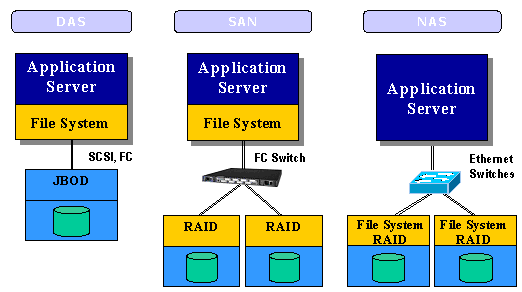 DAS
SAN
NAS
Application
Server
File System
SCSI, FC
JBOD
Application
Server
File System
FC Switch
RAID
RAID
Application
Server
Ethernet
Switches
File System
RAID
File System
RAID